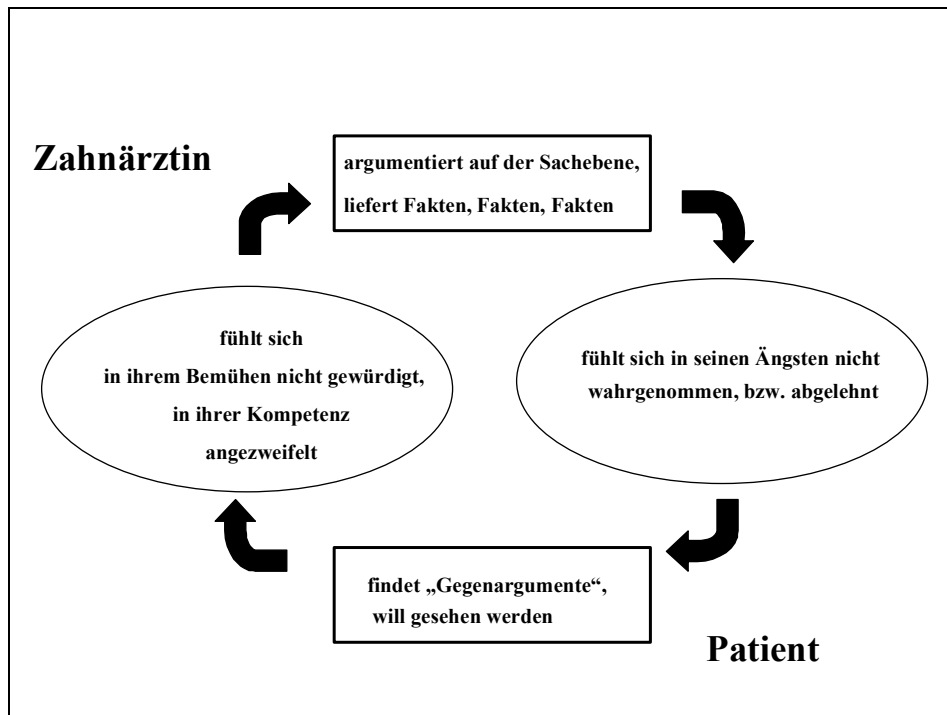 Zahnärztin
argumentiert auf der Sachebene,
liefert Fakten, Fakten, Fakten
fühlt sich
in ihrem Bemühen nicht gewürdigt,
in ihrer Kompetenz
angezweifelt
fühlt sich in seinen Ängsten nicht
wahrgenommen, bzw. abgelehnt
findet „Gegenargumente“,
will gesehen werden
Patient